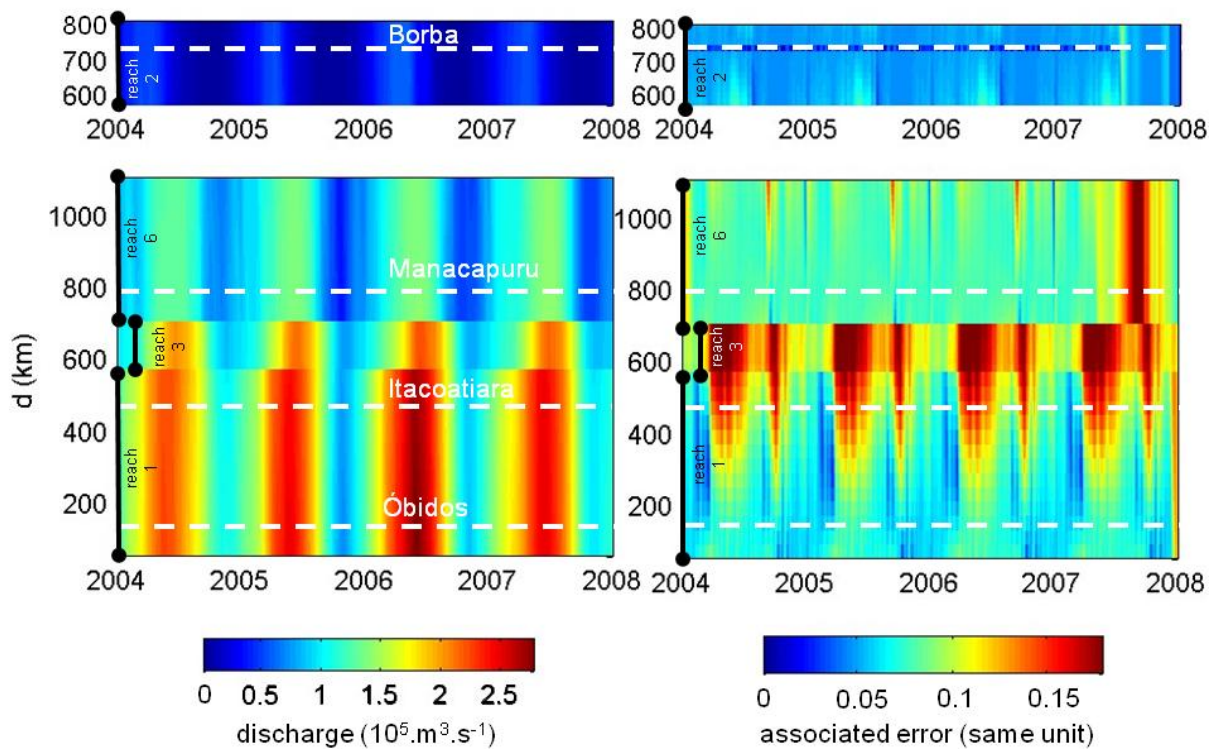 800
700
600
reach
2
Borba
2004 2005 2006 2007 2008
800
700
600
reach
2
2004 2005 2006 2007 2008
d (km)
1000
800
600
400
200
reach
6
reach
3
reach
1
Manacapuru
Itacoatiara
Óbidos
2004 2005 2006 2007 2008
1000
800
600
400
200
reach
6
reach
3
reach
1
2004 2005 2006 2007 2008
0 0.5 1 1.5 2 2.5
discharge (10⁵.m³.s⁻¹)
0 0.05 0.1 0.15
associated error (same unit)